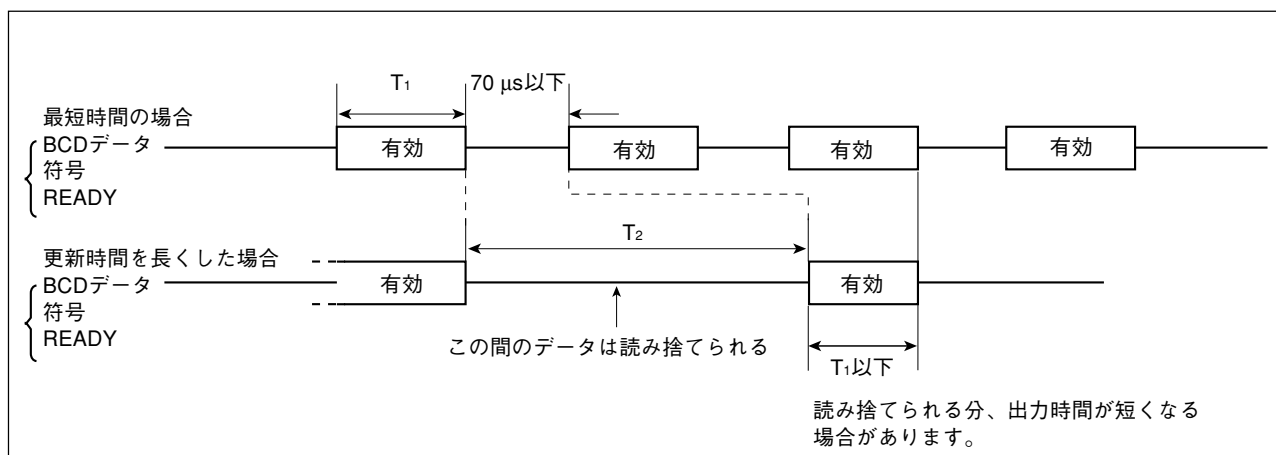 T1
70 μs以下
最短時間の場合
BCDデータ
符号
READY
有効
有効
有効
有効
T2
更新時間を長くした場合
BCDデータ
符号
READY
有効
有効
この間のデータは読み捨てられる
T1以下
読み捨てられる分、出力時間が短くなる
場合があります。